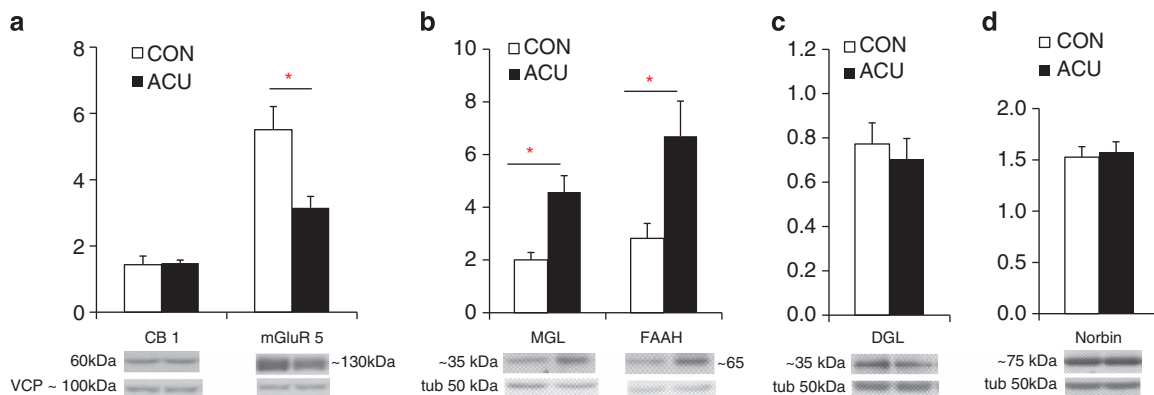 a
8
6
4
2
0
CON
ACU
*
CB 1
mGluR 5
60kDa
~130kDa
VCP ~ 100kDa
b
10
8
6
4
2
0
CON
ACU
*
*
MGL
FAAH
~35 kDa
~65
tub 50 kDa
c
1.2
1.0
0.8
0.6
0.4
0.2
0.0
CON
ACU
DGL
~35 kDa
tub 50kDa
d
CON
ACU
2.0
1.5
1.0
0.5
0.0
Norbin
~75 kDa
tub 50kDa